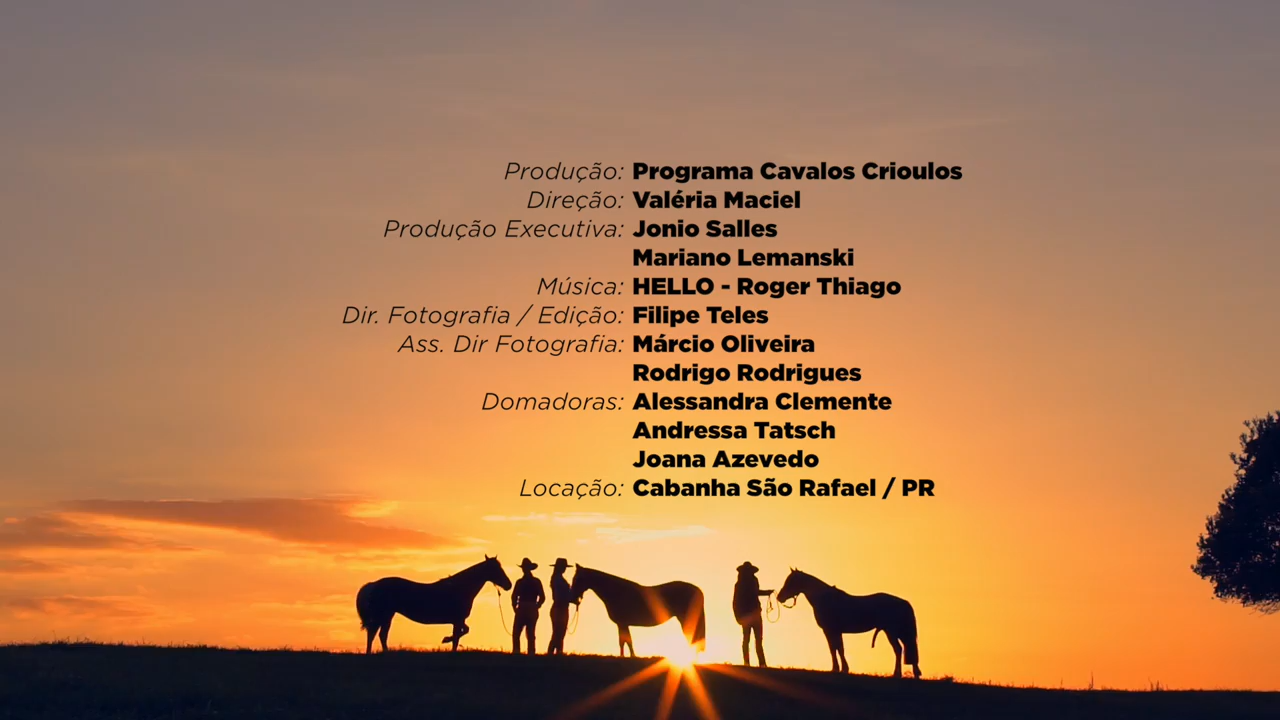 Produção: Programa Cavalos Crioulos
Direção: Valéria Maciel
Produção Executiva: Jonio Salles
Mariano Lemanski
Música: HELLO - Roger Thiago
Dir. Fotografia / Edição: Filipe Teles
Ass. Dir Fotografia: Márcio Oliveira
Rodrigo Rodrigues
Domadoras: Alessandra Clemente
Andressa Tatsch
Joana Azevedo
Locação: Cabanha São Rafael / PR